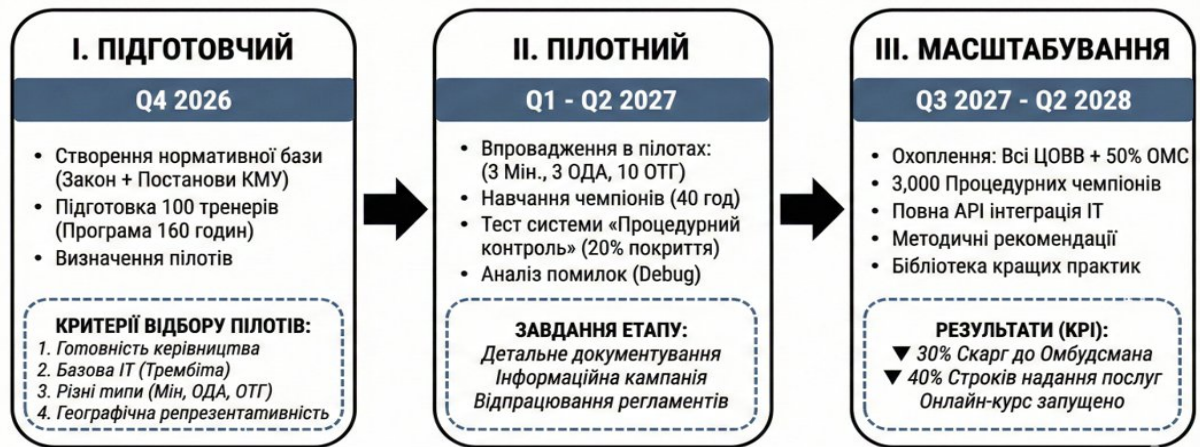 І. ПІДГОТОВЧИЙ
Q4 2026
• Створення нормативної бази
(Закон + Постанови КМУ)
• Підготовка 100 тренерів
(Програма 160 годин)
• Визначення пілотів
КРИТЕРІЇ ВІДБОРУ ПІЛОТІВ:
1. Готовність керівництва
2. Базова ІТ (Трембіта)
3. Різні типи (Мін, ОДА, ОТГ)
4. Географічна репрезентативність
ІІ. ПІЛОТНИЙ
Q1 - Q2 2027
• Впровадження в пілотах:
(3 Мін., 3 ОДА, 10 ОТГ)
• Навчання чемпіонів (40 год)
• Тест системи «Процедурний
контроль» (20% покриття)
• Аналіз помилок (Debug)
ЗАВДАННЯ ЕТАПУ:
Детальне документування
Інформаційна кампанія
Відпрацювання регламентів
ІІІ. МАСШТАБУВАННЯ
Q3 2027 - Q2 2028
• Охоплення: Всі ЦОВВ + 50% ОМС
• 3,000 Процедурних чемпіонів
• Повна АРІ інтеграція ІТ
• Методичні рекомендації
• Бібліотека кращих практик
РЕЗУЛЬТАТИ (KPI):
▼ 30% Скарг до Омбудсмана
▼ 40% Строків надання послуг
Онлайн-курс запущено